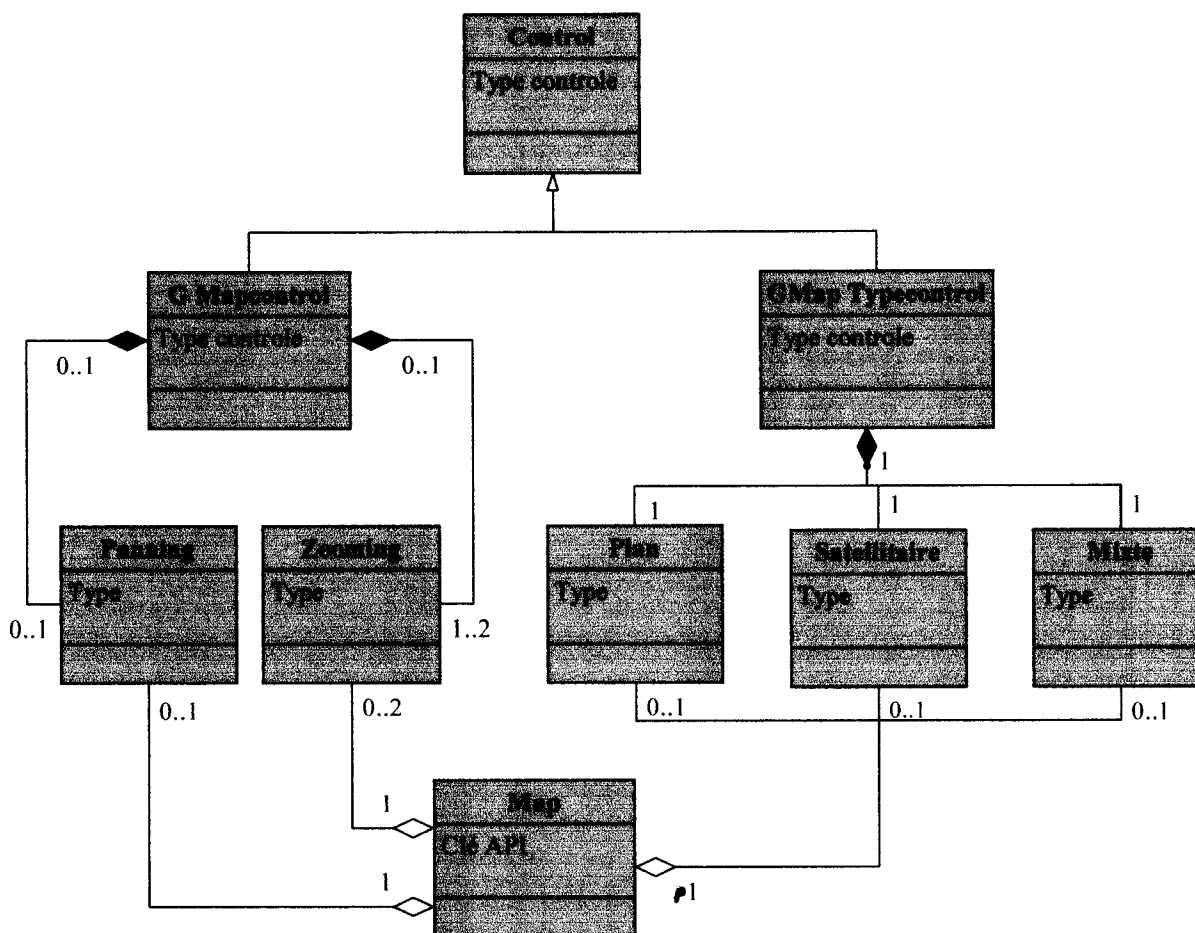 Control
Type controle
G Mapcontrol
Type controle
GMap Typecontrol
Type controle
0..1
0..1
1
1
1
1
Panning
Type
Zooming
Type
Plan
Type
Satellitaire
Type
Mixte
Type
0..1
1..2
0..1
0..2
0..1
0..1
0..1
Map
Clé API
1
1
1